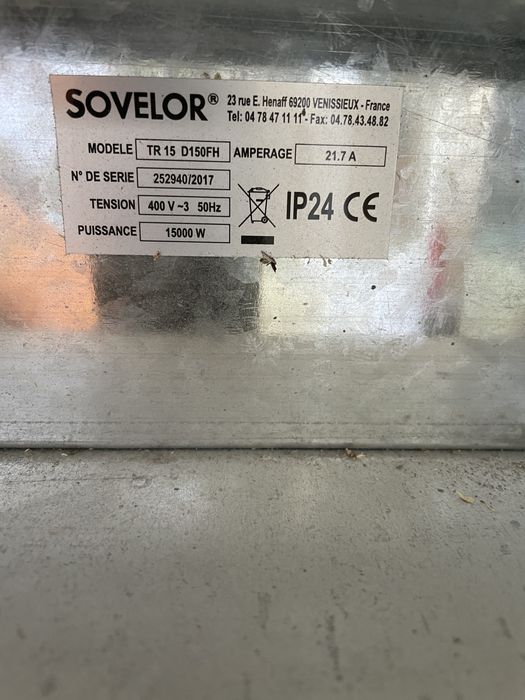 SOVELOR® 23 rue E. Henaff 69200 VENISSIEUX - France
Tel: 04 78 47 11 11 - Fax: 04.78.43.48.82
MODELE TR 15 D150FH AMPERAGE 21.7 A
N° DE SERIE 252940/2017
TENSION 400 V ~3 50Hz IP24 CE
PUISSANCE 15000 W